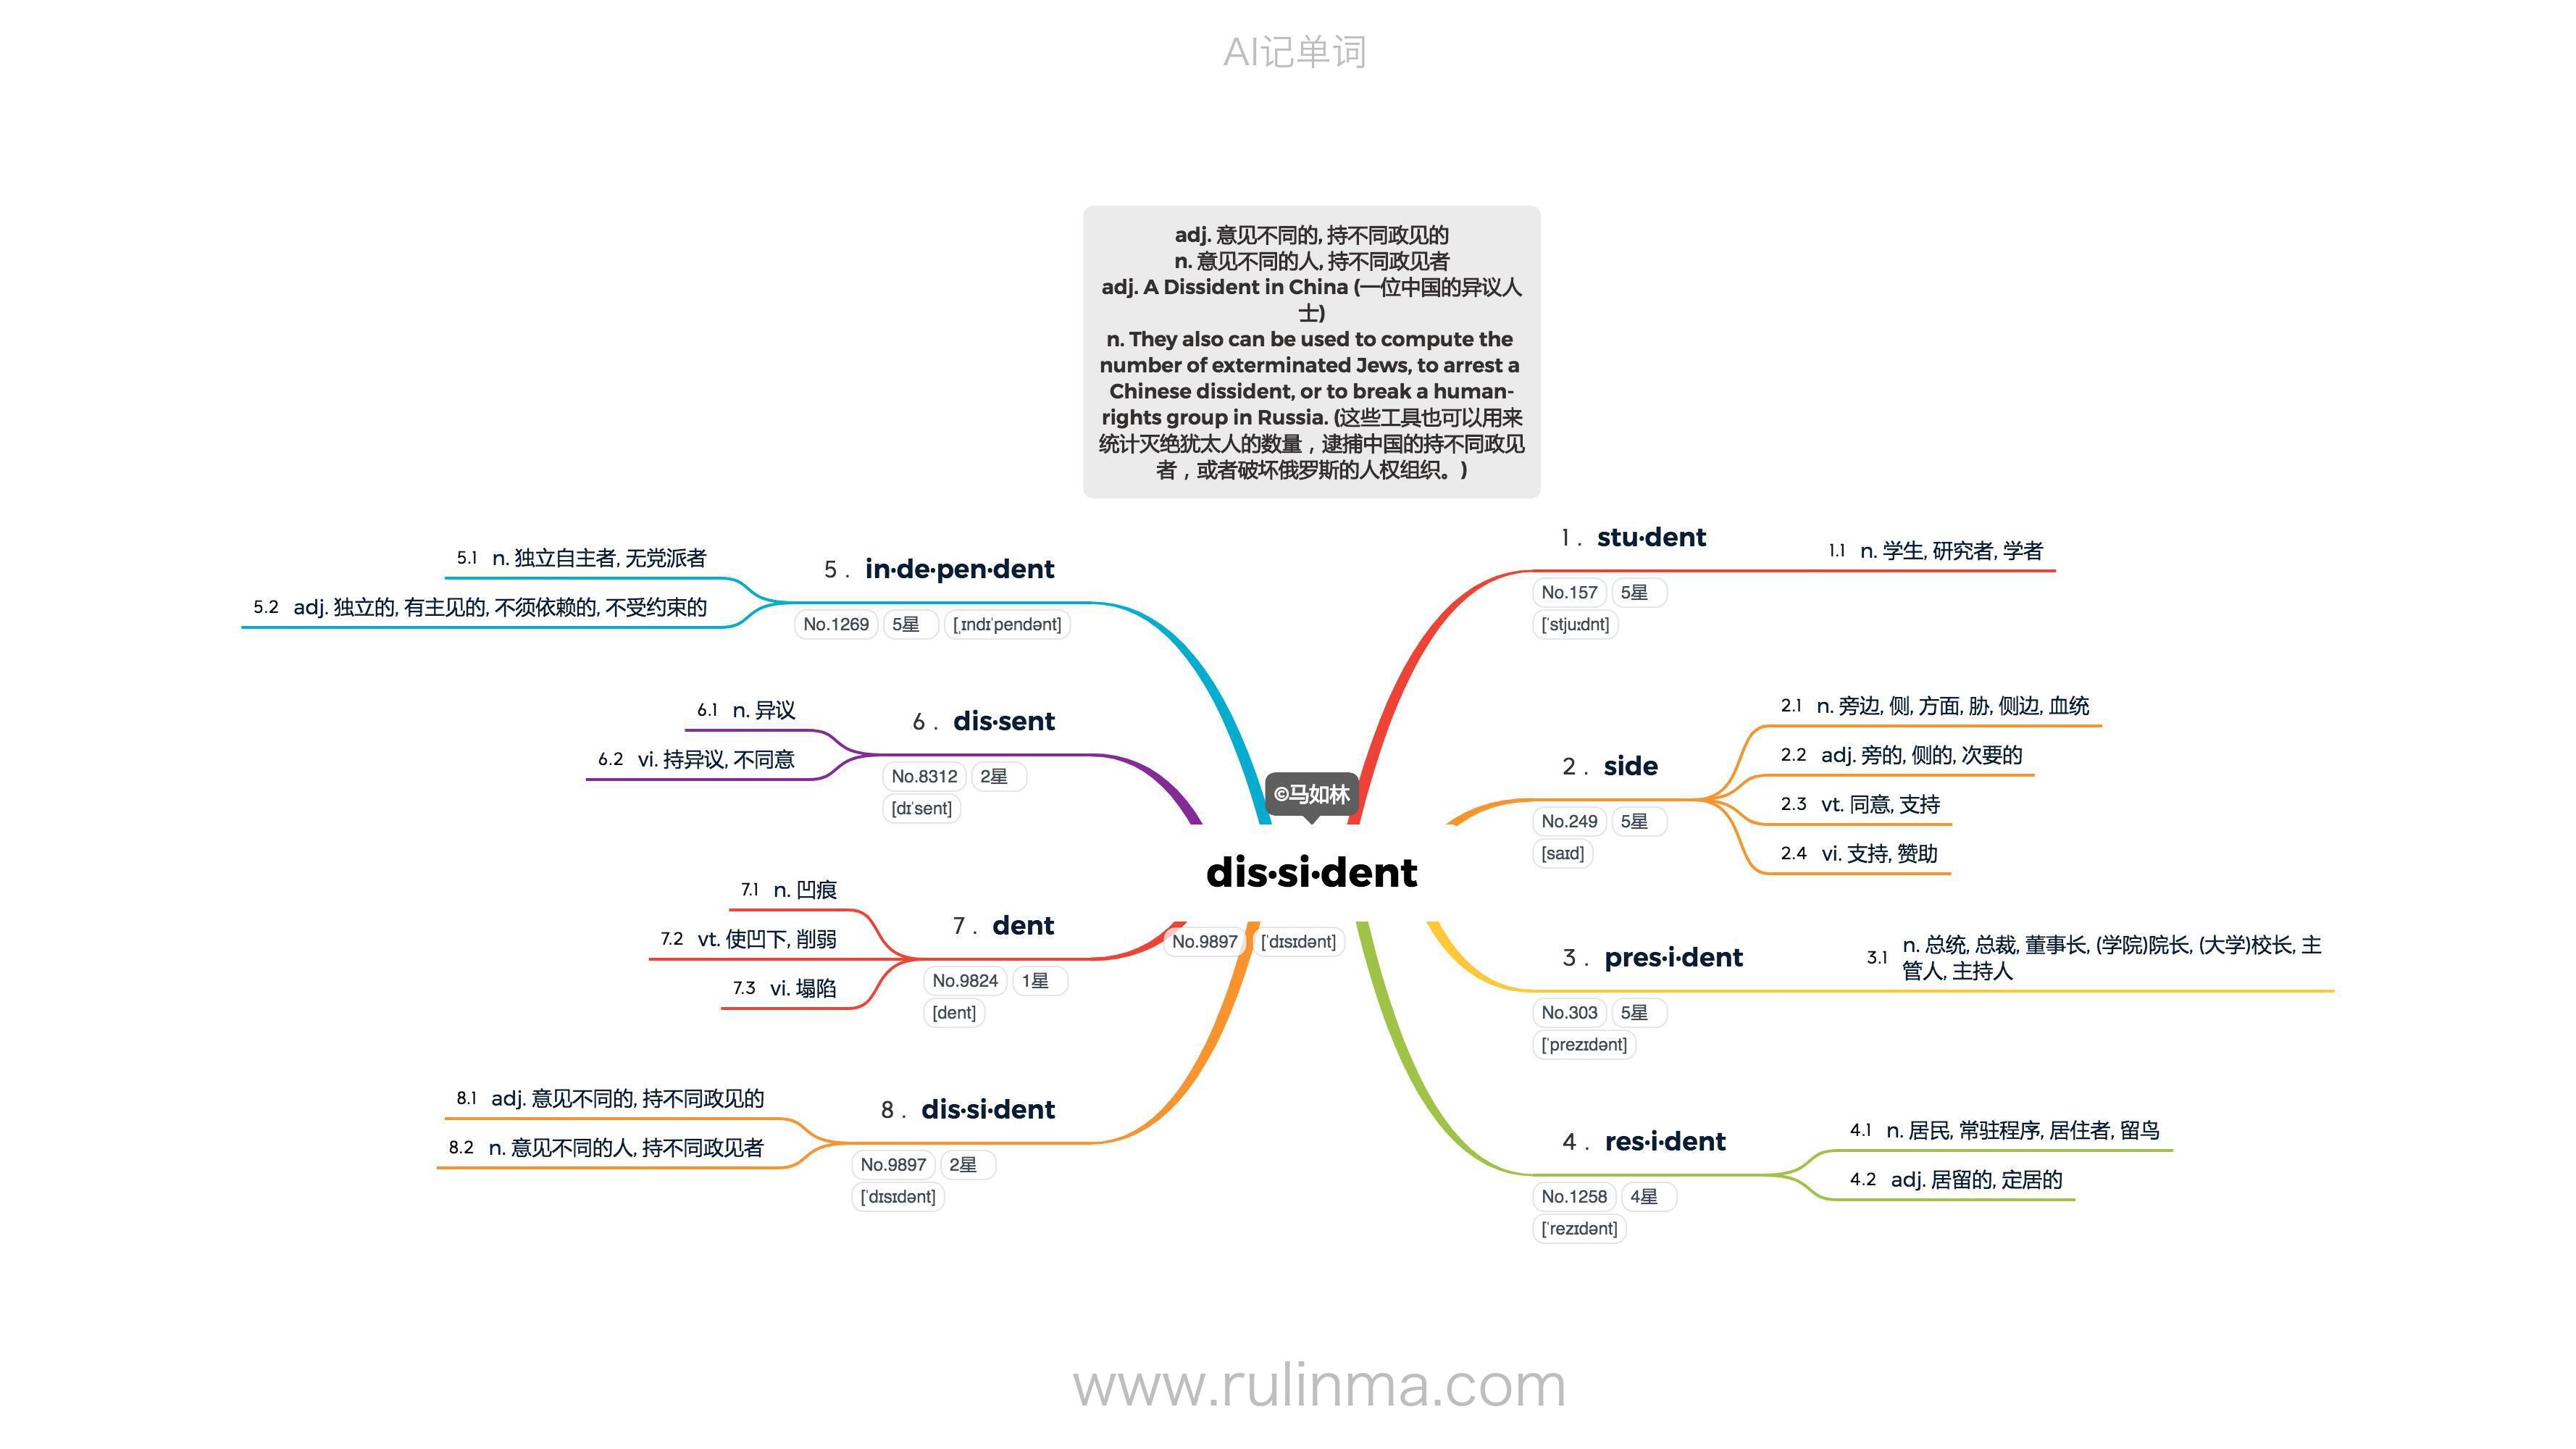 AI记单词
adj. 意见不同的, 持不同政见的
n. 意见不同的人, 持不同政见者
adj. A Dissident in China (一位中国的异议人
士)
n. They also can be used to compute the
number of exterminated Jews, to arrest a
Chinese dissident, or to break a human-
rights group in Russia. (这些工具也可以用来
统计灭绝犹太人的数量，逮捕中国的持不同政见
者，或者破坏俄罗斯的人权组织。)
©马如林
dis·si·dent
No.9897 [ˈdɪsɪdənt]
1. stu·dent
No.157 5星
[ˈstjuːdnt]
1.1 n. 学生, 研究者, 学者
2. side
No.249 5星
[saɪd]
2.1 n. 旁边, 侧, 方面, 胁, 侧边, 血统
2.2 adj. 旁的, 侧的, 次要的
2.3 vt. 同意, 支持
2.4 vi. 支持, 赞助
3. pres·i·dent
No.303 5星
[ˈprezɪdənt]
3.1 n. 总统, 总裁, 董事长, (学院)院长, (大学)校长, 主
管人, 主持人
4. res·i·dent
No.1258 4星
[ˈrezɪdənt]
4.1 n. 居民, 常驻程序, 居住者, 留鸟
4.2 adj. 居留的, 定居的
5. in·de·pen·dent
No.1269 5星 [ˌɪndɪˈpendənt]
5.1 n. 独立自主者, 无党派者
5.2 adj. 独立的, 有主见的, 不须依赖的, 不受约束的
6. dis·sent
No.8312 2星
[dɪˈsent]
6.1 n. 异议
6.2 vi. 持异议, 不同意
7. dent
No.9824 1星
[dent]
7.1 n. 凹痕
7.2 vt. 使凹下, 削弱
7.3 vi. 塌陷
8. dis·si·dent
No.9897 2星
[ˈdɪsɪdənt]
8.1 adj. 意见不同的, 持不同政见的
8.2 n. 意见不同的人, 持不同政见者
www.rulinma.com